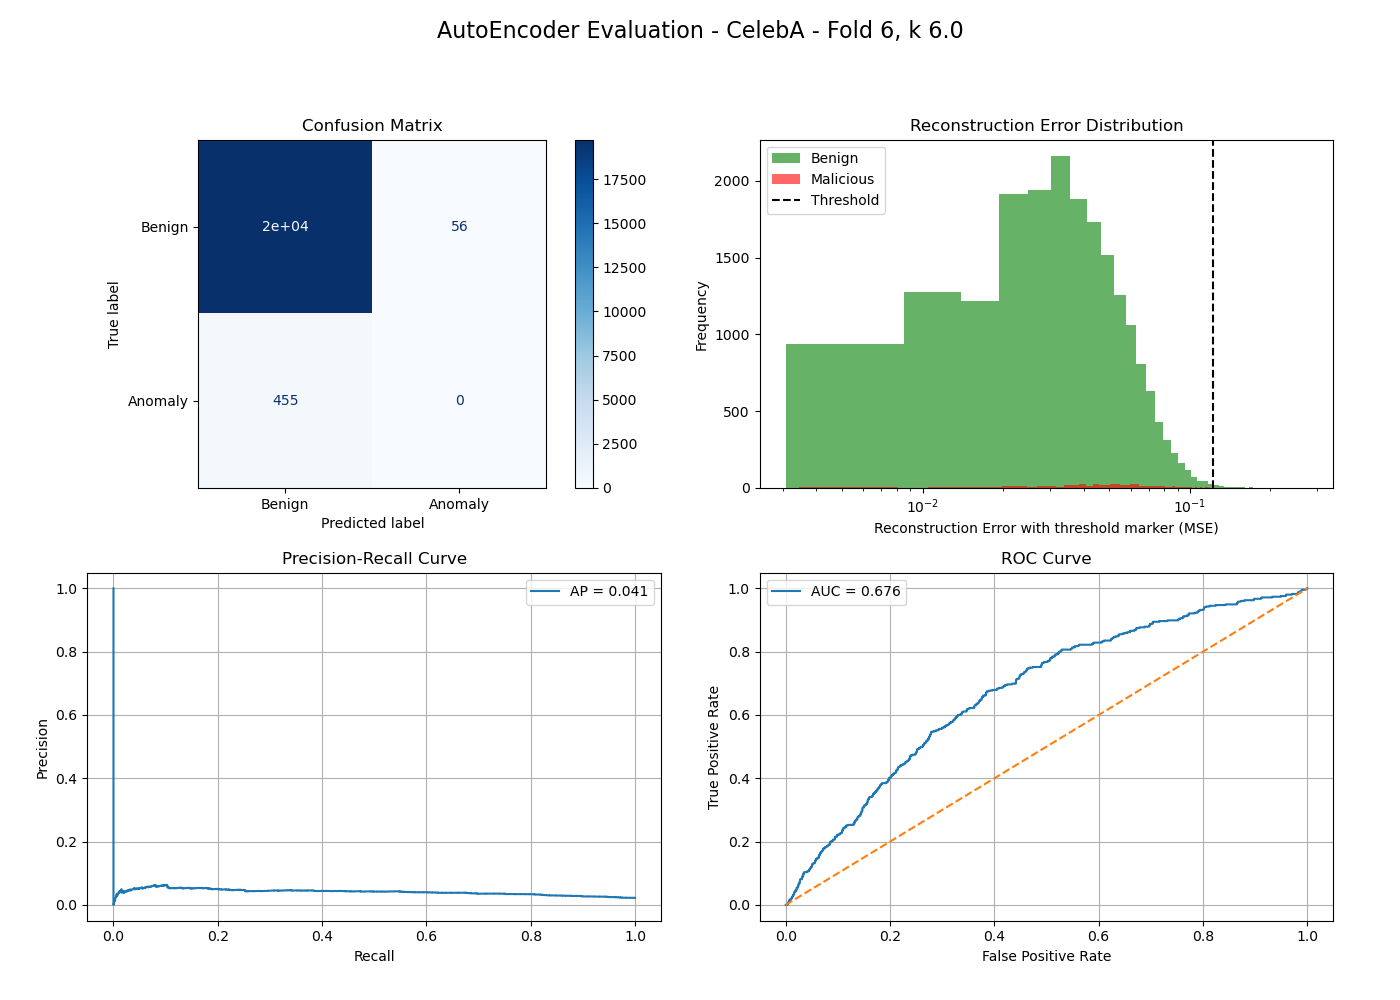 AutoEncoder Evaluation - CelebA - Fold 6, k 6.0
Confusion Matrix
True label
Benign
Anomaly
2e+04
56
455
0
Benign
Anomaly
Predicted label
17500
15000
12500
10000
7500
5000
2500
0
Reconstruction Error Distribution
Benign
Malicious
Threshold
Frequency
2000
1500
1000
500
0
10⁻²
10⁻¹
Reconstruction Error with threshold marker (MSE)
Precision-Recall Curve
AP = 0.041
Precision
1.0
0.8
0.6
0.4
0.2
0.0
0.0
0.2
0.4
0.6
0.8
1.0
Recall
ROC Curve
AUC = 0.676
True Positive Rate
1.0
0.8
0.6
0.4
0.2
0.0
0.0
0.2
0.4
0.6
0.8
1.0
False Positive Rate